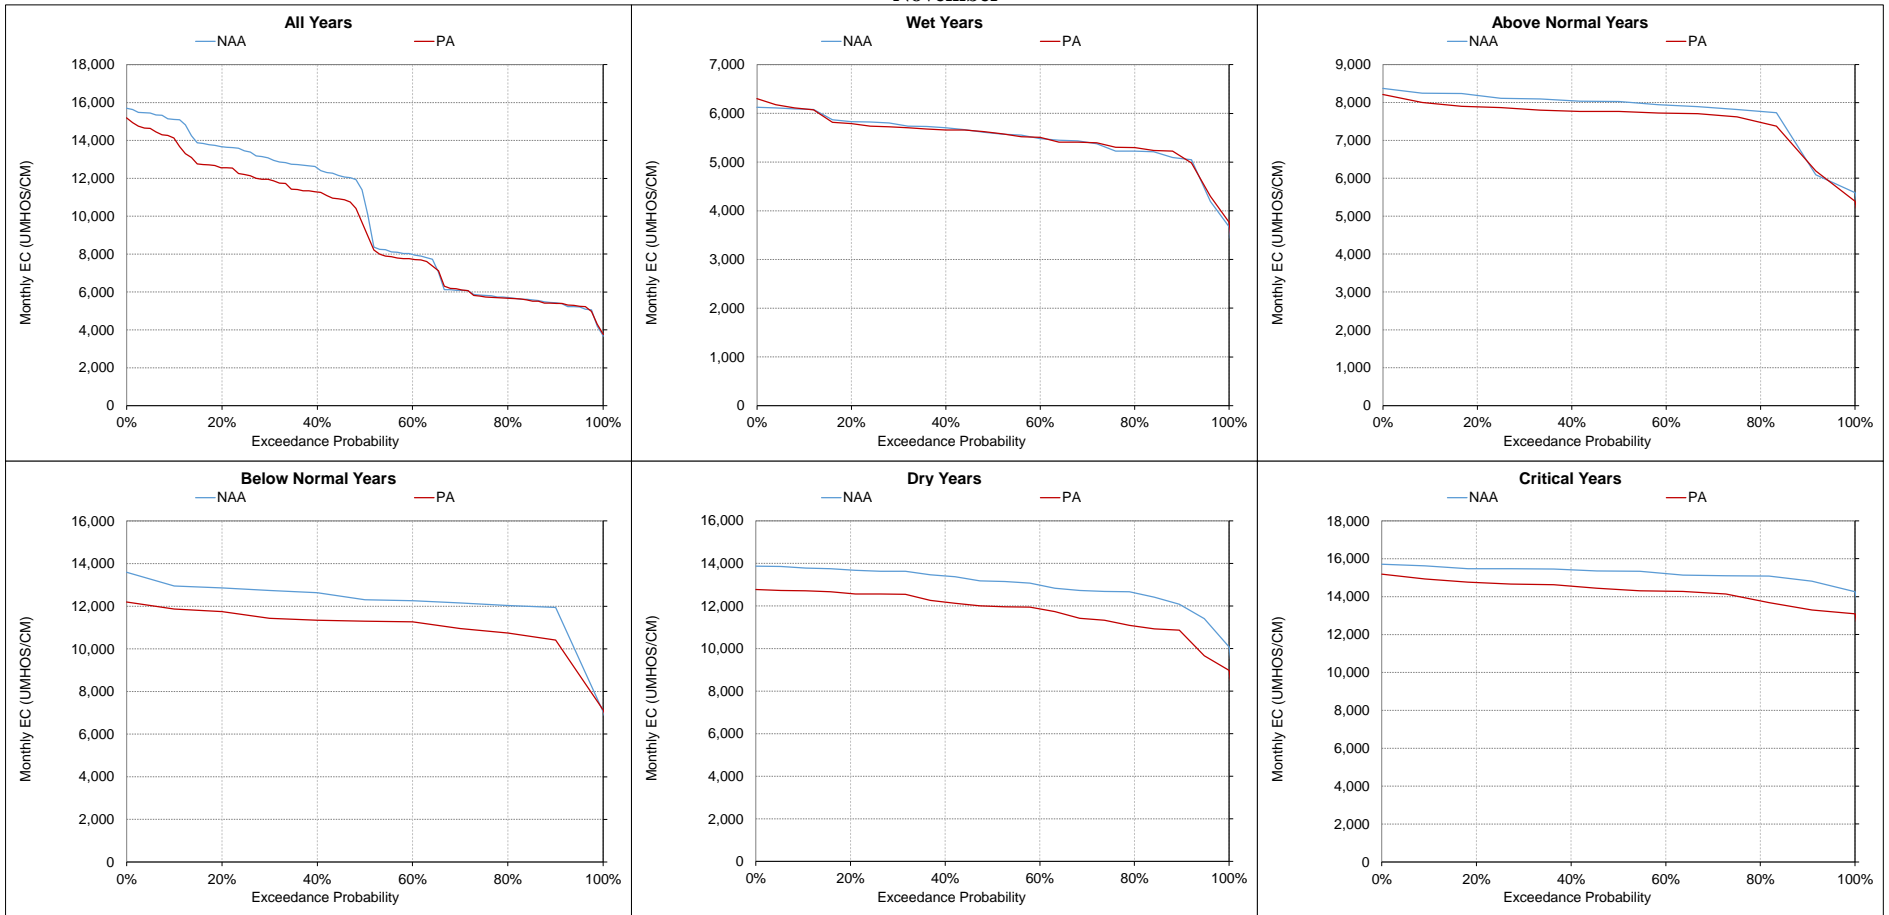 All Years
NAA PA
Monthly EC (UMHOS/CM)
18,000
16,000
14,000
12,000
10,000
8,000
6,000
4,000
2,000
0
0% 20% 40% 60% 80% 100%
Exceedance Probability
Wet Years
NAA PA
Monthly EC (UMHOS/CM)
7,000
6,000
5,000
4,000
3,000
2,000
1,000
0
0% 20% 40% 60% 80% 100%
Exceedance Probability
Above Normal Years
NAA PA
Monthly EC (UMHOS/CM)
9,000
8,000
7,000
6,000
5,000
4,000
3,000
2,000
1,000
0
0% 20% 40% 60% 80% 100%
Exceedance Probability
Below Normal Years
NAA PA
Monthly EC (UMHOS/CM)
16,000
14,000
12,000
10,000
8,000
6,000
4,000
2,000
0
0% 20% 40% 60% 80% 100%
Exceedance Probability
Dry Years
NAA PA
Monthly EC (UMHOS/CM)
16,000
14,000
12,000
10,000
8,000
6,000
4,000
2,000
0
0% 20% 40% 60% 80% 100%
Exceedance Probability
Critical Years
NAA PA
Monthly EC (UMHOS/CM)
18,000
16,000
14,000
12,000
10,000
8,000
6,000
4,000
2,000
0
0% 20% 40% 60% 80% 100%
Exceedance Probability